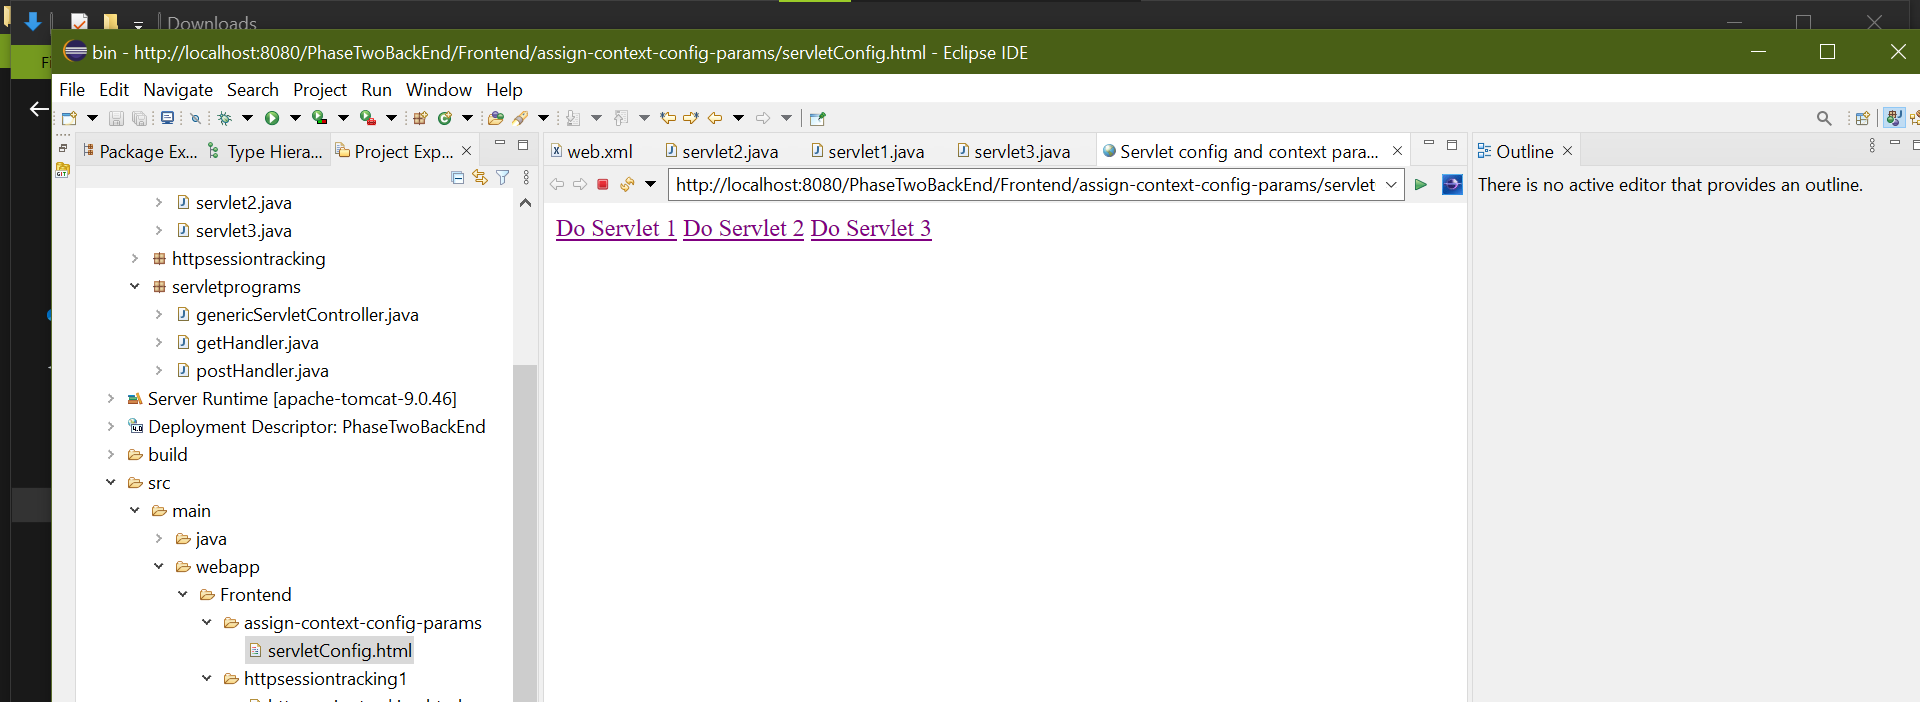 Downloads
bin - http://localhost:8080/PhaseTwoBackEnd/Frontend/assign-context-config-params/servletConfig.html - Eclipse IDE
File Edit Navigate Search Project Run Window Help
Package Ex... Type Hiera... Project Exp...
web.xml servlet2.java servlet1.java servlet3.java Servlet config and context para...
Outline
http://localhost:8080/PhaseTwoBackEnd/Frontend/assign-context-config-params/servlet
There is no active editor that provides an outline.
Do Servlet 1 Do Servlet 2 Do Servlet 3
servlet2.java
servlet3.java
httpsessiontracking
servletprograms
genericServletController.java
getHandler.java
postHandler.java
Server Runtime [apache-tomcat-9.0.46]
Deployment Descriptor: PhaseTwoBackEnd
build
src
main
java
webapp
Frontend
assign-context-config-params
servletConfig.html
httpsessiontracking1